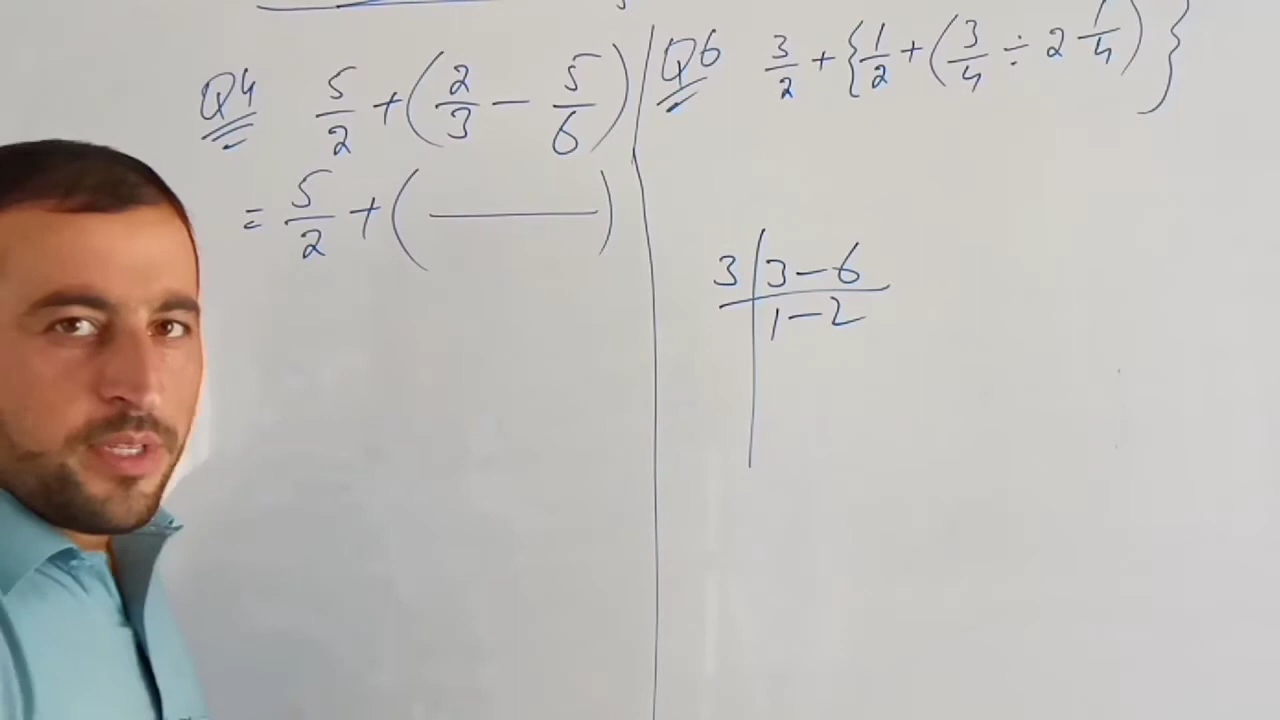 Q4 5/2 + (2/3 − 5/6)
= 5/2 + ( ——— )
Q6 3/2 + {1/2 + (3/4 ÷ 2 1/4)}
3 | 3 − 6
1 − 2